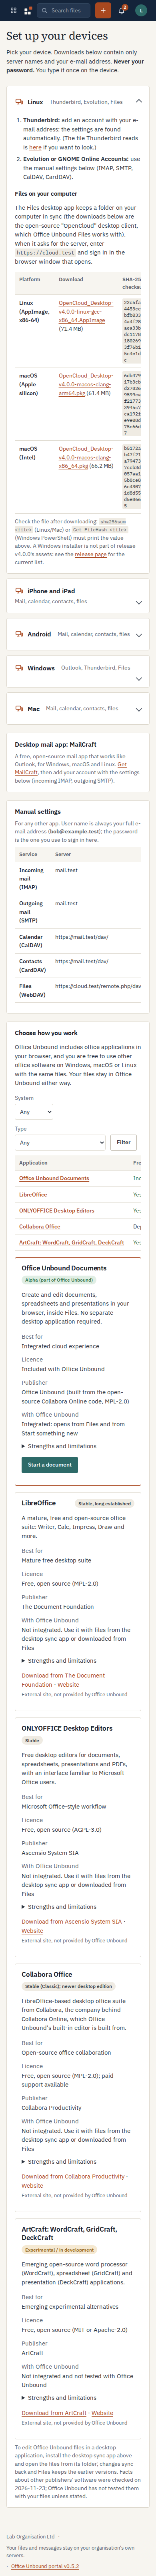 Search files
L
Set up your devices
Pick your device. Downloads below contain only
server names and your e-mail address. Never your
password. You type it once on the device.
Linux Thunderbird, Evolution, Files
1. Thunderbird: add an account with your e-
mail address; the settings are found
automatically. (The file Thunderbird reads
is here if you want to look.)
2. Evolution or GNOME Online Accounts: use
the manual settings below (IMAP, SMTP,
CalDAV, CardDAV).
Files on your computer
The Files desktop app keeps a folder on your
computer in sync (the downloads below
are the open-source "OpenCloud" desktop client,
which Office Unbound Files works with).
When it asks for the server, enter
https://cloud.test and sign in the
browser window that opens.
Platform Download SHA-25
Linux
(AppImage,
x86-64)
OpenCloud_Desktop-
v4.0.0-linux-gcc-
x86_64.AppImage
(71.4 MB)
macOS
(Apple
silicon)
OpenCloud_Desktop-
v4.0.0-macos-clang-
arm64.pkg (61.4 MB)
macOS
(Intel)
OpenCloud_Desktop-
v4.0.0-macos-clang-
x86_64.pkg (66.2 MB)
Check the file after downloading: sha256sum
<file> (Linux/Mac) or Get-FileHash <file>
(Windows PowerShell) must print the value
above. A Windows installer is not part of release
v4.0.0's assets; see the release page for the
current list.
iPhone and iPad
Mail, calendar, contacts, files
Android Mail, calendar, contacts, files
Windows Outlook, Thunderbird, Files
Mac Mail, calendar, contacts, files
Desktop mail app: MailCraft
A free, open-source mail app that works like
Outlook, for Windows, macOS and Linux. Get
MailCraft, then add your account with the settings
below (incoming IMAP, outgoing SMTP).
Manual settings
For any other app. User name is always your full e-
mail address (bob@example.test); the password
is the one you use to sign in here.
Service Server
Incoming
mail
(IMAP)
mail.test
Outgoing
mail
(SMTP)
mail.test
Calendar
(CalDAV)
https://mail.test/dav/
Contacts
(CardDAV)
https://mail.test/dav/
Files
(WebDAV)
https://cloud.test/remote.php/dav
Choose how you work
Office Unbound includes office applications in
your browser, and you are free to use other
office software on Windows, macOS or Linux
with the same files. Your files stay in Office
Unbound either way.
System
Any
Type
Any
Filter
Application Fre
Office Unbound Documents Inc
LibreOffice Yes
ONLYOFFICE Desktop Editors Yes
Collabora Office Dep
ArtCraft: WordCraft, GridCraft, DeckCraft Yes
Office Unbound Documents
Alpha (part of Office Unbound)
Create and edit documents,
spreadsheets and presentations in your
browser, inside Files. No separate
desktop application required.
Best for
Integrated cloud experience
Licence
Included with Office Unbound
Publisher
Office Unbound (built from the open-
source Collabora Online code, MPL-2.0)
With Office Unbound
Integrated: opens from Files and from
Start something new
Strengths and limitations
Start a document
LibreOffice
Stable, long established
A mature, free and open-source office
suite: Writer, Calc, Impress, Draw and
more.
Best for
Mature free desktop suite
Licence
Free, open source (MPL-2.0)
Publisher
The Document Foundation
With Office Unbound
Not integrated. Use it with files from the
desktop sync app or downloaded from
Files
Strengths and limitations
Download from The Document
Foundation · Website
External site, not provided by Office Unbound
ONLYOFFICE Desktop Editors
Stable
Free desktop editors for documents,
spreadsheets, presentations and PDFs,
with an interface familiar to Microsoft
Office users.
Best for
Microsoft Office-style workflow
Licence
Free, open source (AGPL-3.0)
Publisher
Ascensio System SIA
With Office Unbound
Not integrated. Use it with files from the
desktop sync app or downloaded from
Files
Strengths and limitations
Download from Ascensio System SIA ·
Website
External site, not provided by Office Unbound
Collabora Office
Stable (Classic); newer desktop edition
LibreOffice-based desktop office suite
from Collabora, the company behind
Collabora Online, which Office
Unbound's built-in editor is built from.
Best for
Open-source office collaboration
Licence
Free, open source (MPL-2.0); paid
support available
Publisher
Collabora Productivity
With Office Unbound
Not integrated. Use it with files from the
desktop sync app or downloaded from
Files
Strengths and limitations
Download from Collabora Productivity ·
Website
External site, not provided by Office Unbound
ArtCraft: WordCraft, GridCraft,
DeckCraft
Experimental / in development
Emerging open-source word processor
(WordCraft), spreadsheet (GridCraft) and
presentation (DeckCraft) applications.
Best for
Emerging experimental alternatives
Licence
Free, open source (MIT or Apache-2.0)
Publisher
ArtCraft
With Office Unbound
Not integrated and not tested with Office
Unbound
Strengths and limitations
Download from ArtCraft · Website
External site, not provided by Office Unbound
To edit Office Unbound files in a desktop
application, install the desktop sync app above
and open the files from its folder; changes sync
back and Files keeps the earlier versions. Facts
on other publishers' software were checked on
2026-11-23; Office Unbound has not tested them
with your files unless stated.
Lab Organisation Ltd ·
Your files and messages stay on your organisation's own
servers.
· Office Unbound portal v0.5.2